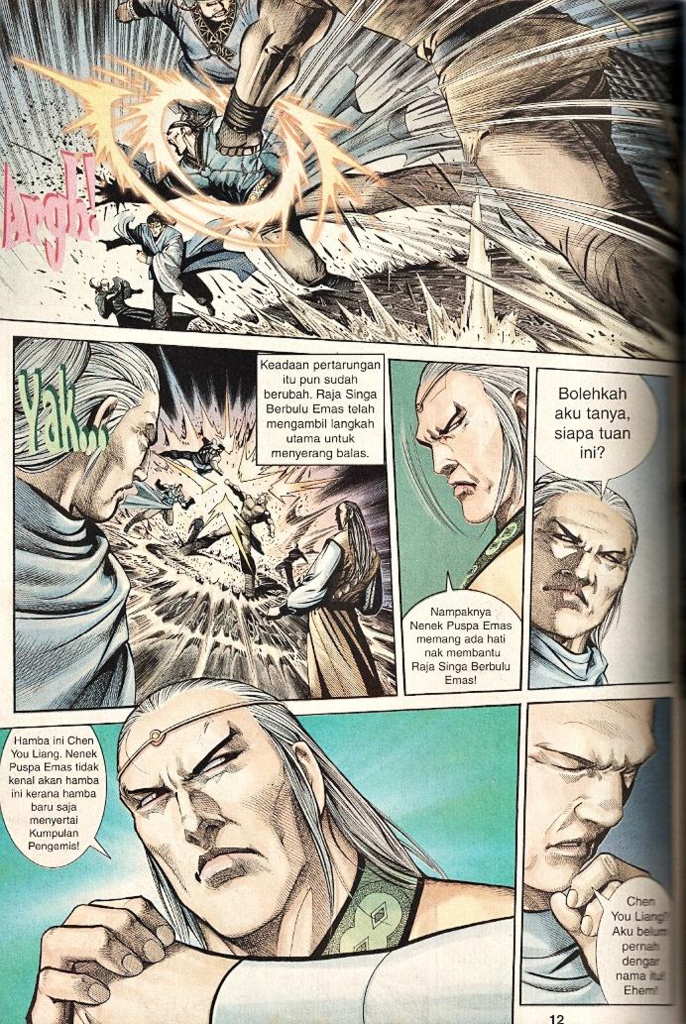 Argh!
Yak...
Keadaan pertarungan
itu pun sudah
berubah. Raja Singa
Berbulu Emas telah
mengambil langkah
utama untuk
menyerang balas.
Nampaknya
Nenek Puspa Emas
memang ada hati
nak membantu
Raja Singa Berbulu
Emas!
Bolehkah
aku tanya,
siapa tuan
ini?
Hamba ini Chen
You Liang. Nenek
Puspa Emas tidak
kenal akan hamba
ini kerana hamba
baru saja
menyertai
Kumpulan
Pengemis!
Chen
You Liang?
Aku belum
pernah
dengar
nama itu!
Ehem!
12